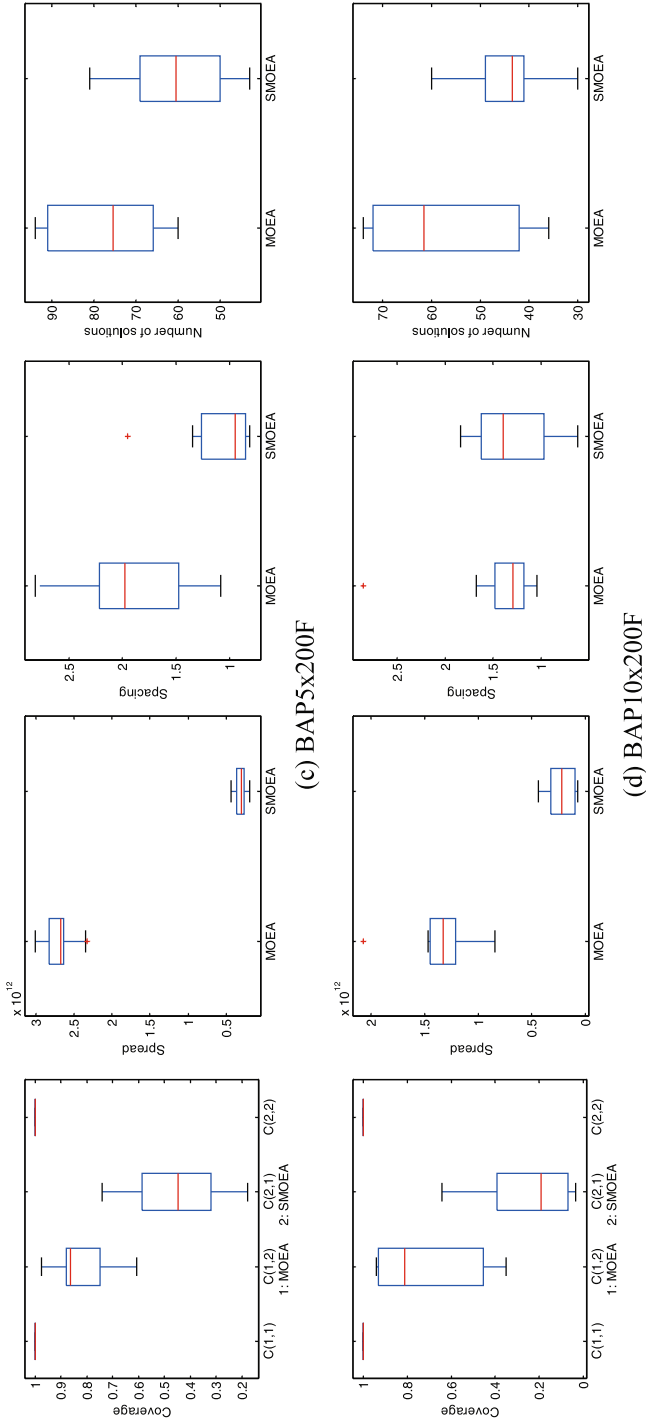 Coverage
1
0.9
0.8
0.7
0.6
0.5
0.4
0.3
0.2
C(1,1) C(1,2) C(2,1) C(2,2)
1: MOEA 2: SMOEA
x 10^12
Spread
3
2.5
2
1.5
1
0.5
MOEA SMOEA
Spacing
2.5
2
1.5
1
MOEA SMOEA
Number of solutions
90
80
70
60
50
MOEA SMOEA
(c) BAP5x200F
Coverage
1
0.8
0.6
0.4
0.2
0
C(1,1) C(1,2) C(2,1) C(2,2)
1: MOEA 2: SMOEA
x 10^12
Spread
2
1.5
1
0.5
0
MOEA SMOEA
Spacing
2.5
2
1.5
1
MOEA SMOEA
Number of solutions
70
60
50
40
30
MOEA SMOEA
(d) BAP10x200F